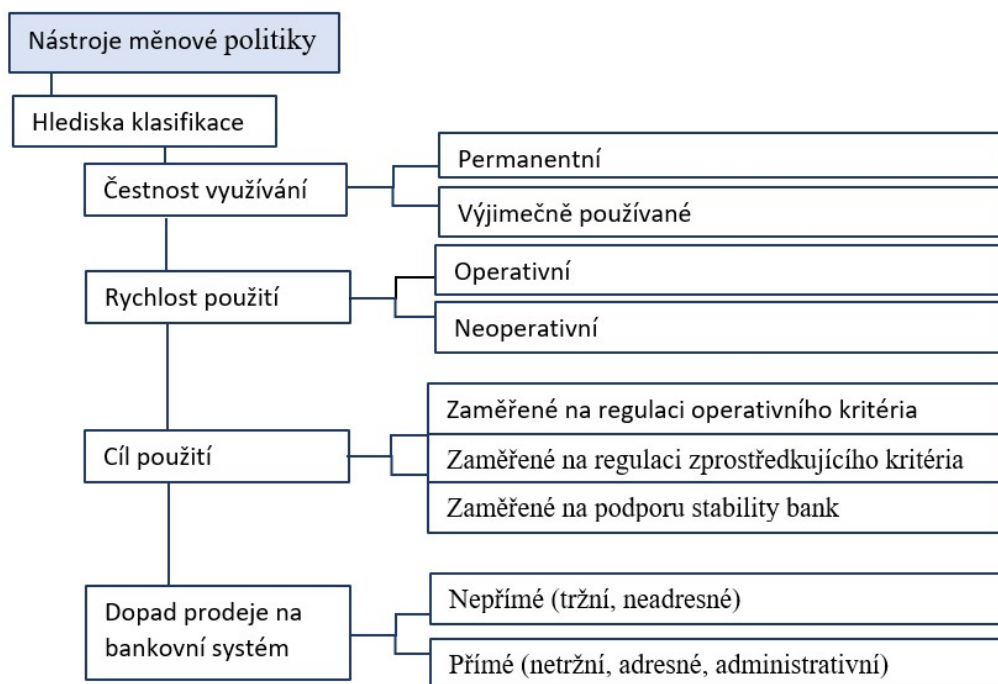 Nástroje měnové politiky
Hlediska klasifikace
Čestnost využívání
Permanentní
Výjimečně používané
Rychlost použití
Operativní
Neoperativní
Cíl použití
Zaměřené na regulaci operativního kritéria
Zaměřené na regulaci zprostředkujícího kritéria
Zaměřené na podporu stability bank
Dopad prodeje na
bankovní systém
Nepřímé (tržní, neadresné)
Přímé (netržní, adresné, administrativní)